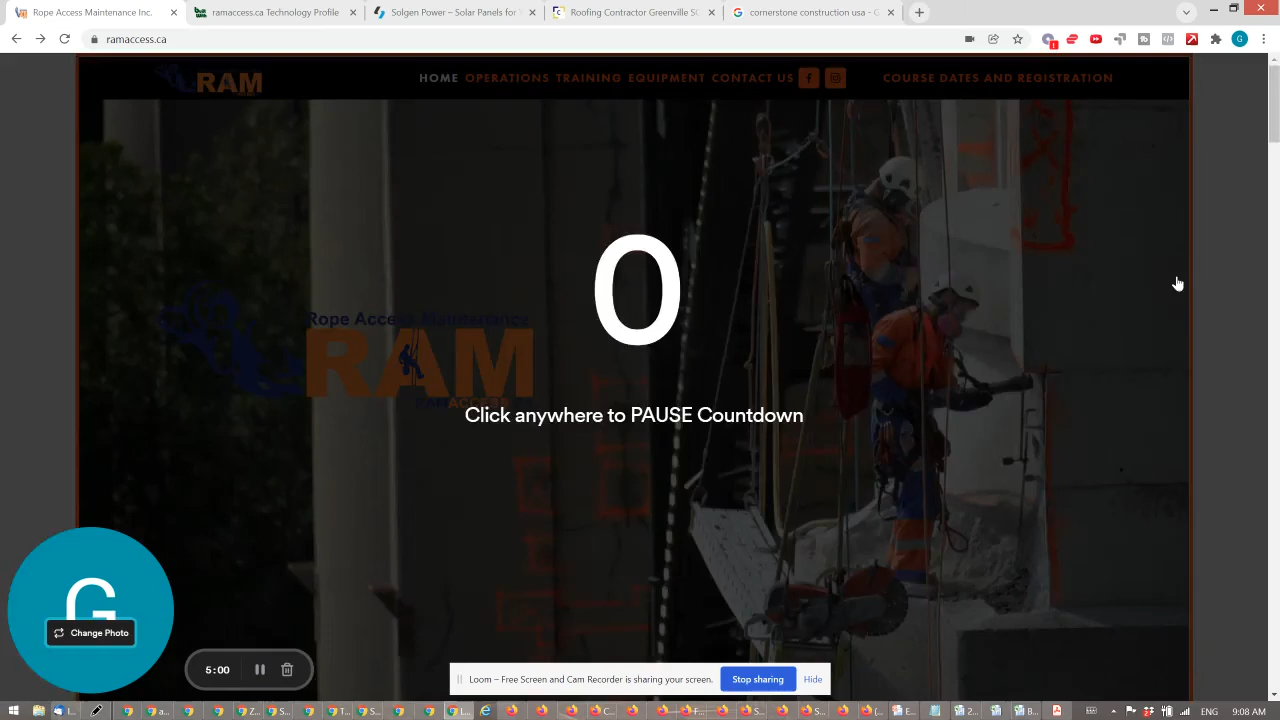 Rope Access Maintenance Inc.
ramaccess.ca Technology Profile
Solgen Power – Solar Panels for
Roofing Contractor Greenville SC
cornerstone construction usa - G
ramaccess.ca
G
RAM
HOME OPERATIONS TRAINING EQUIPMENT CONTACT US COURSE DATES AND REGISTRATION
0
Rope Access Maintenance
RAM
RAMACCESS
Click anywhere to PAUSE Countdown
G
Change Photo
5:00
Loom – Free Screen and Cam Recorder is sharing your screen. Stop sharing Hide
ENG 9:08 AM